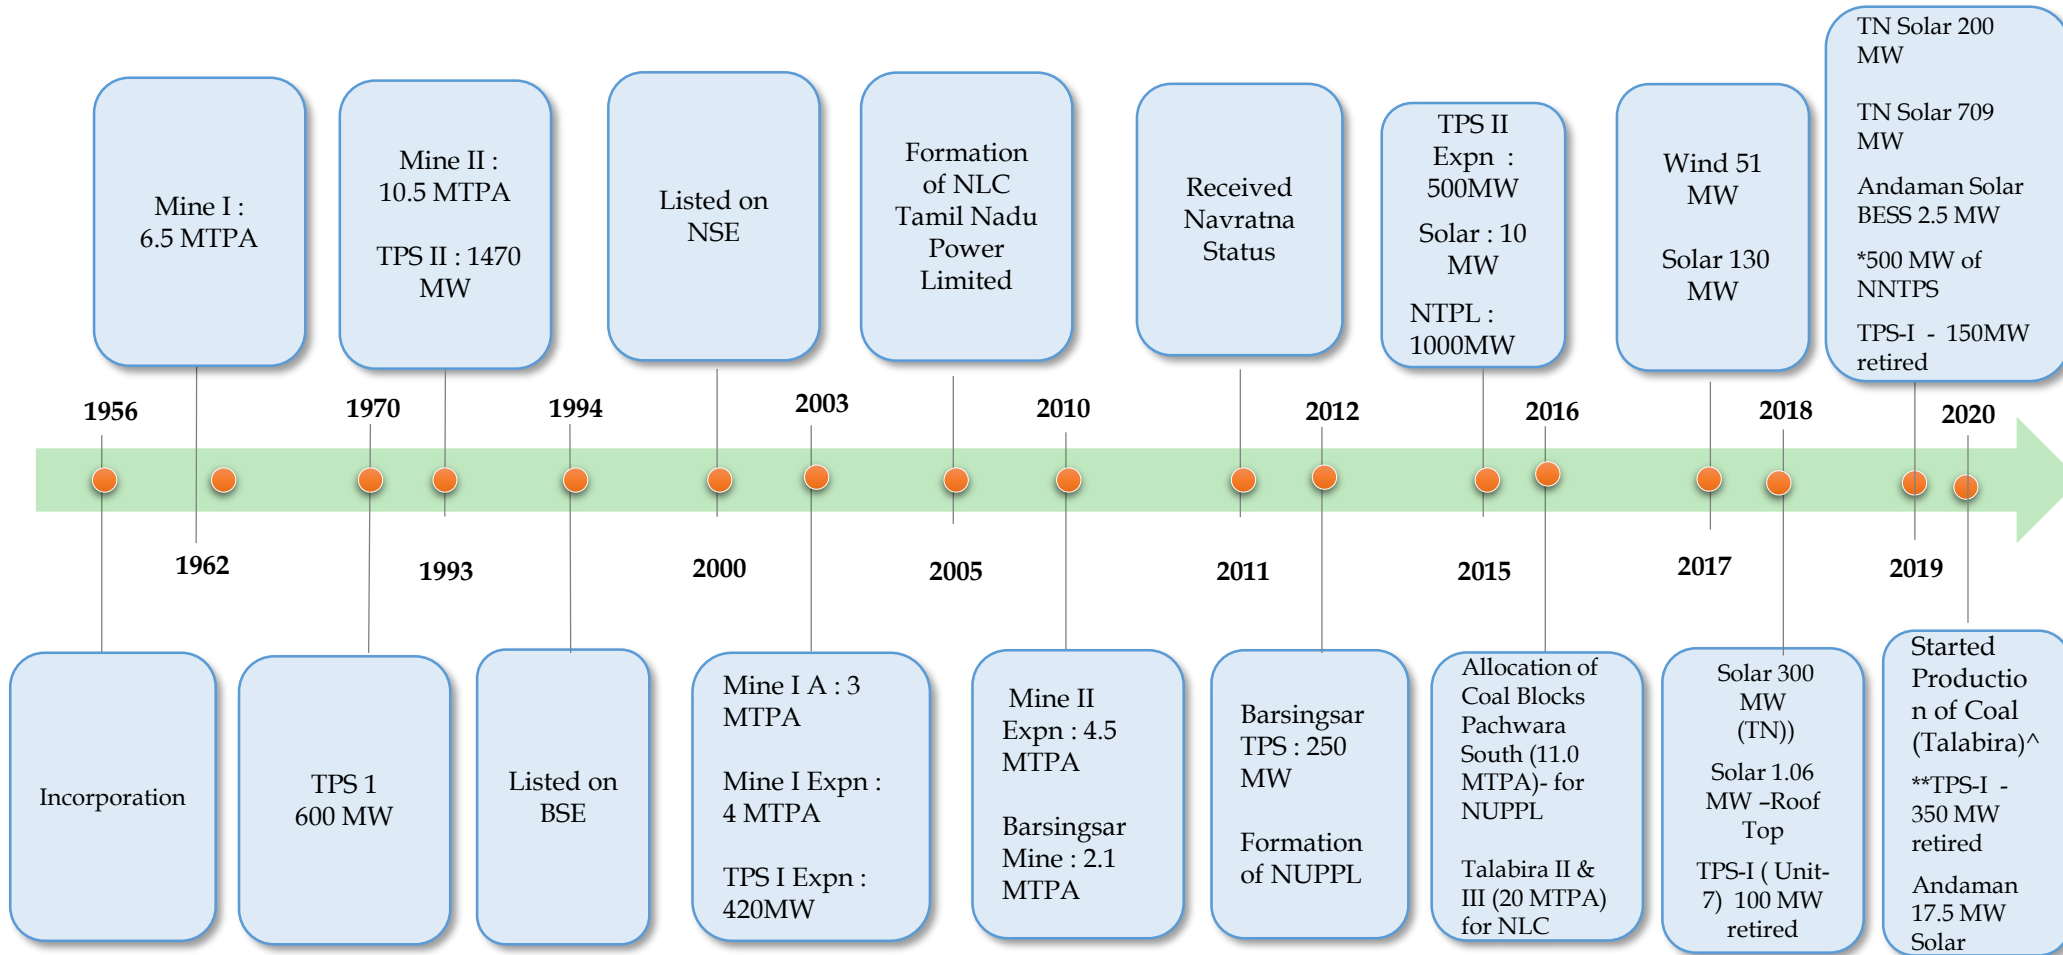 Mine I :
6.5 MTPA
Mine II :
10.5 MTPA
TPS II : 1470
MW
Listed on
NSE
Formation
of NLC
Tamil Nadu
Power
Limited
Received
Navratna
Status
TPS II
Expn :
500MW
Solar : 10
MW
NTPL :
1000MW
Wind 51
MW
Solar 130
MW
TN Solar 200
MW
TN Solar 709
MW
Andaman Solar
BESS 2.5 MW
*500 MW of
NNTPS
TPS-I - 150MW
retired
1956
1970
1994
2003
2010
2012
2016
2018
2020
1962
1993
2000
2005
2011
2015
2017
2019
Incorporation
TPS 1
600 MW
Listed on
BSE
Mine I A : 3
MTPA
Mine I Expn :
4 MTPA
TPS I Expn :
420MW
Mine II
Expn : 4.5
MTPA
Barsingsar
Mine : 2.1
MTPA
Barsingsar
TPS : 250
MW
Formation
of NUPPL
Allocation of
Coal Blocks
Pachwara
South (11.0
MTPA)- for
NUPPL
Talabira II &
III (20 MTPA)
for NLC
Solar 300
MW
(TN))
Solar 1.06
MW –Roof
Top
TPS-I ( Unit-
7) 100 MW
retired
Started
Productio
n of Coal
(Talabira)^
**TPS-I -
350 MW
retired
Andaman
17.5 MW
Solar